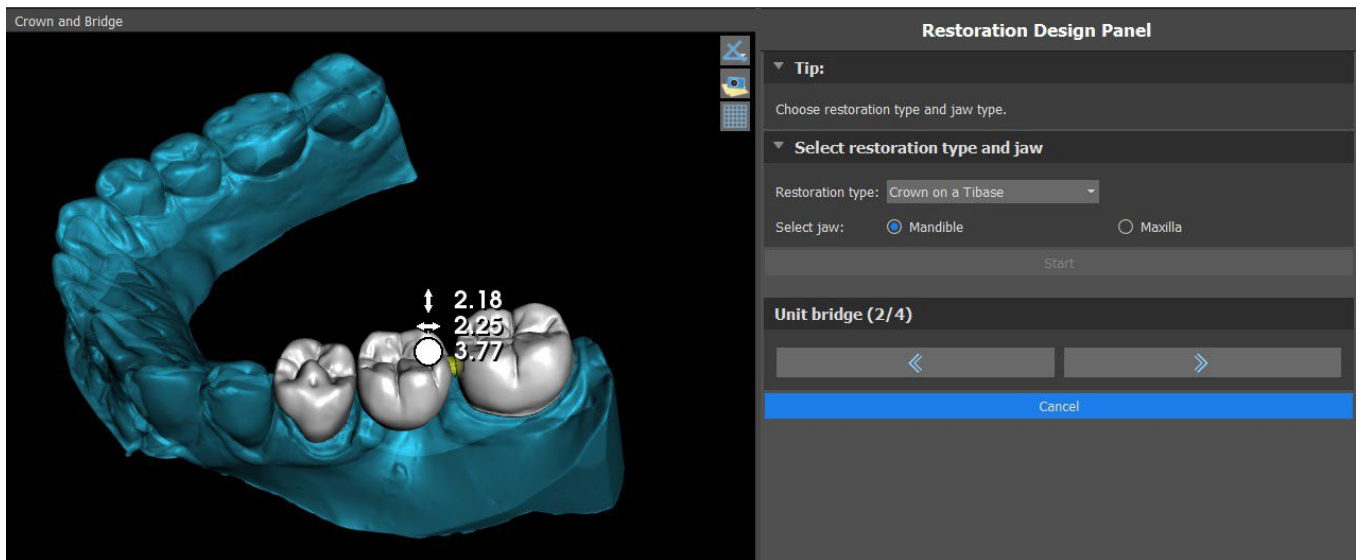 Crown and Bridge
2.18
2.25
3.77
Restoration Design Panel
Tip:
Choose restoration type and jaw type.
Select restoration type and jaw
Restoration type: Crown on a Tibase
Select jaw: Mandible Maxilla
Start
Unit bridge (2/4)
Cancel